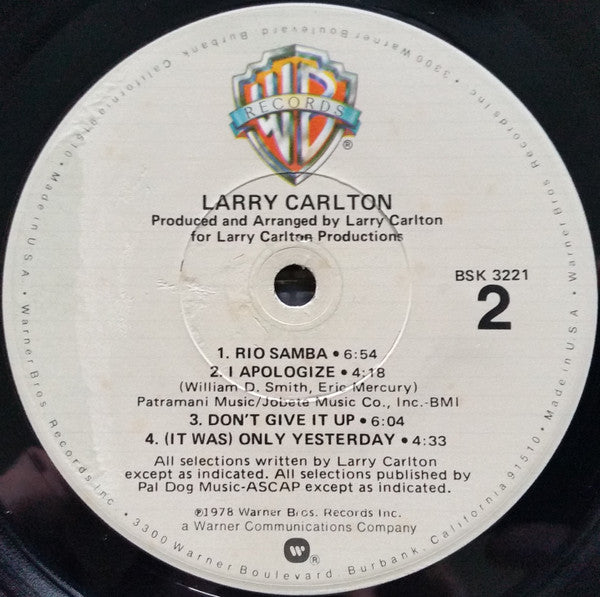 WB
RECORDS
®
LARRY CARLTON
Produced and Arranged by Larry Carlton
for Larry Carlton Productions
BSK 3221
2
1. RIO SAMBA • 6:54
2. I APOLOGIZE • 4:18
(William D. Smith, Eric Mercury)
Patramani Music/Jobete Music Co., Inc.-BMI
3. DON'T GIVE IT UP • 6:04
4. (IT WAS) ONLY YESTERDAY • 4:33
All selections written by Larry Carlton
except as indicated. All selections published by
Pal Dog Music-ASCAP except as indicated.
℗1978 Warner Bros. Records Inc.
a Warner Communications Company
®
Warner Bros Records Inc. • 3300 Warner Boulevard, Burbank, California 91510 • Made in U.S.A. •
Warner Bros Records Inc • 3300 Warner Boulevard, Burbank, California 91510 • Made in U S A •